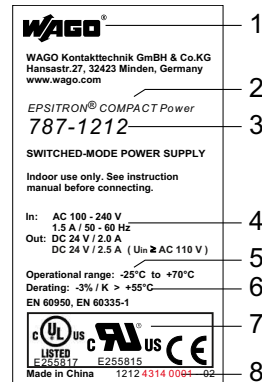 WAGO® 1
WAGO Kontakttechnik GmbH & Co.KG
Hansastr.27, 32423 Minden, Germany
www.wago.com
2
EPSITRON® COMPACT Power
787-1212 3
SWITCHED-MODE POWER SUPPLY
Indoor use only. See instruction
manual before connecting.
In: AC 100 - 240 V 4
1.5 A / 50 - 60 Hz
Out: DC 24 V / 2.0 A
DC 24 V / 2.5 A ( Uin ≥ AC 110 V )
5
Operational range: -25°C to +70°C
Derating: -3% / K > +55°C 6
EN 60950, EN 60335-1
c UL us LISTED c UR® us CE 7
E255817 E255815
Made in China 1212 4314 0001 02 8